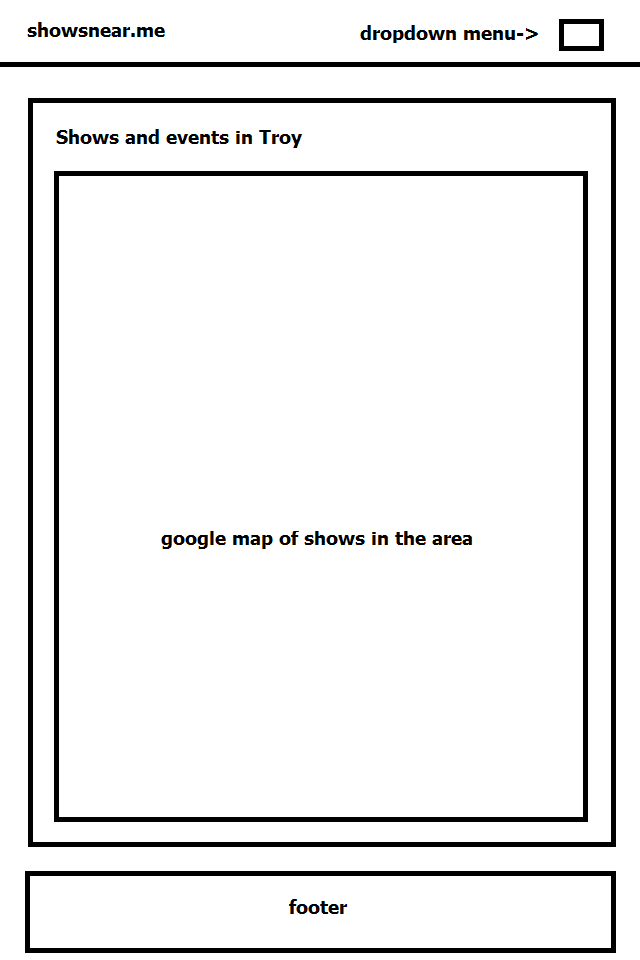 showsnear.me
dropdown menu->
Shows and events in Troy
google map of shows in the area
footer